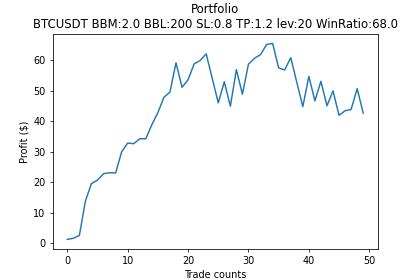 Portfolio
BTCUSDT BBM:2.0 BBL:200 SL:0.8 TP:1.2 lev:20 WinRatio:68.0
60
50
40
30
20
10
0
Profit ($)
0 10 20 30 40 50
Trade counts